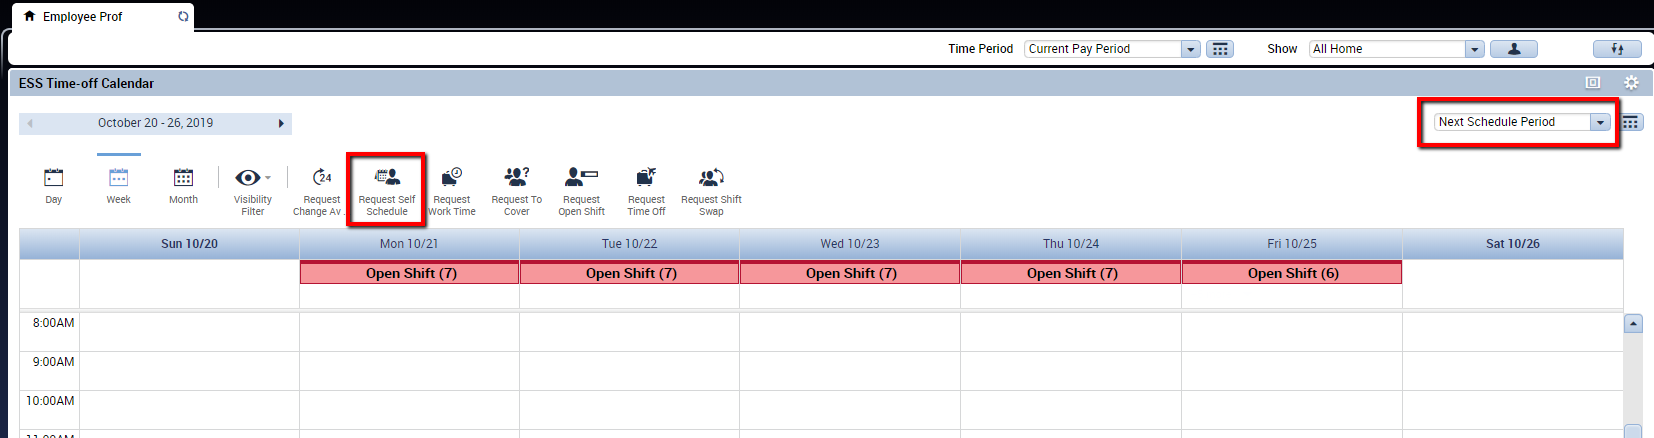 Employee Prof
Time Period Current Pay Period Show All Home
ESS Time-off Calendar
October 20 - 26, 2019
Next Schedule Period
Day
Week
Month
Visibility
Filter
24
Request
Change Av...
Request Self
Schedule
Request
Work Time
?
Request To
Cover
Request
Open Shift
Request
Time Off
Request Shift
Swap
Sun 10/20 Mon 10/21 Tue 10/22 Wed 10/23 Thu 10/24 Fri 10/25 Sat 10/26
Open Shift (7) Open Shift (7) Open Shift (7) Open Shift (7) Open Shift (6)
8:00AM
9:00AM
10:00AM
11:00AM